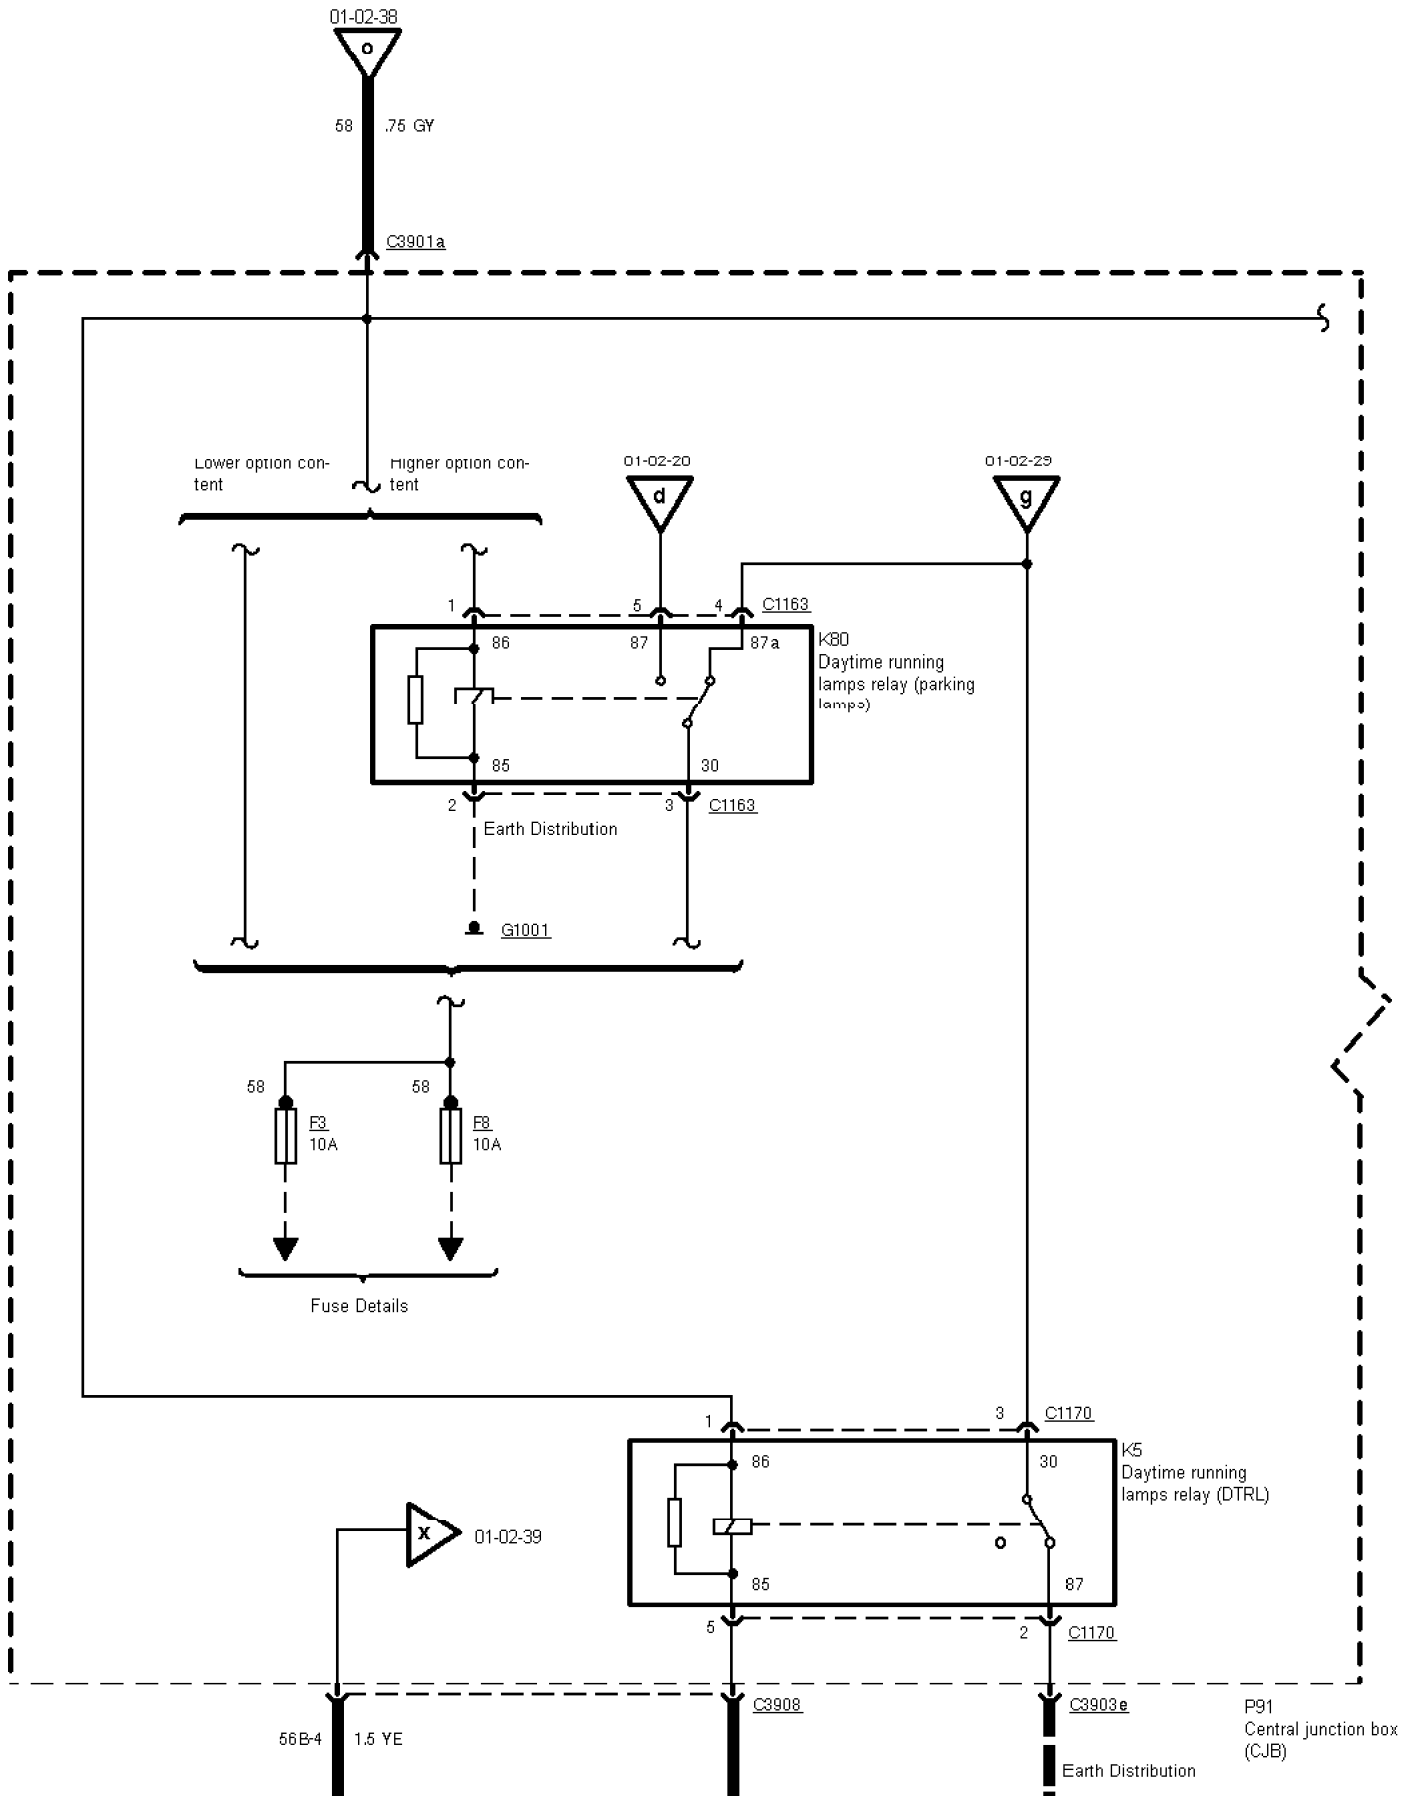 01-02-38
o
58 .75 GY
C3901a
Lower option con-
tent
Higher option con-
tent
01-02-20
d
01-02-29
g
1 5 4 C1163
86 87 87a
K80
Daytime running
lamps relay (parking
lamps)
85 30
2 3 C1163
Earth Distribution
G1001
58 58
F3
10A
F8
10A
Fuse Details
1 3 C1170
86 30
K5
Daytime running
lamps relay (DTRL)
x 01-02-39
85 87
5 2 C1170
C3908 C3903e
P91
Central junction box
(CJB)
56B-4 1.5 YE
Earth Distribution